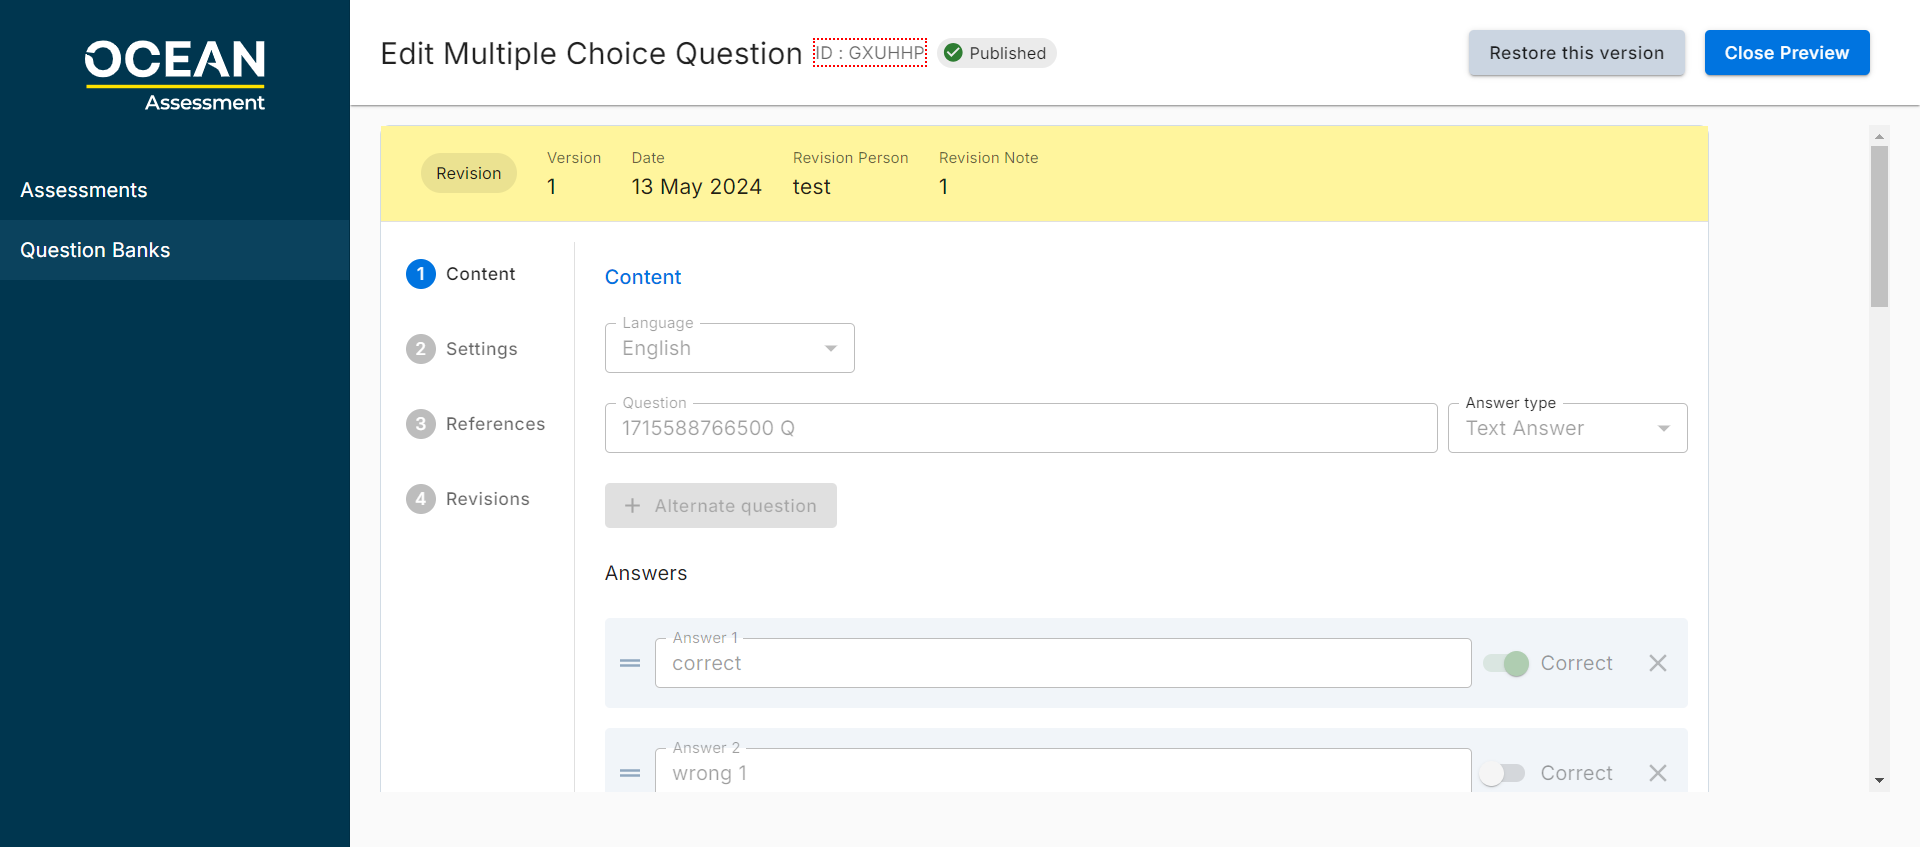 OCEAN
Assessment
Assessments
Question Banks
Edit Multiple Choice Question ID : GXUHHP Published
Restore this version
Close Preview
Revision
Version
1
Date
13 May 2024
Revision Person
test
Revision Note
1
1 Content
2 Settings
3 References
4 Revisions
Content
Language
English
Question
1715588766500 Q
Answer type
Text Answer
+ Alternate question
Answers
Answer 1
correct
Correct
Answer 2
wrong 1
Correct